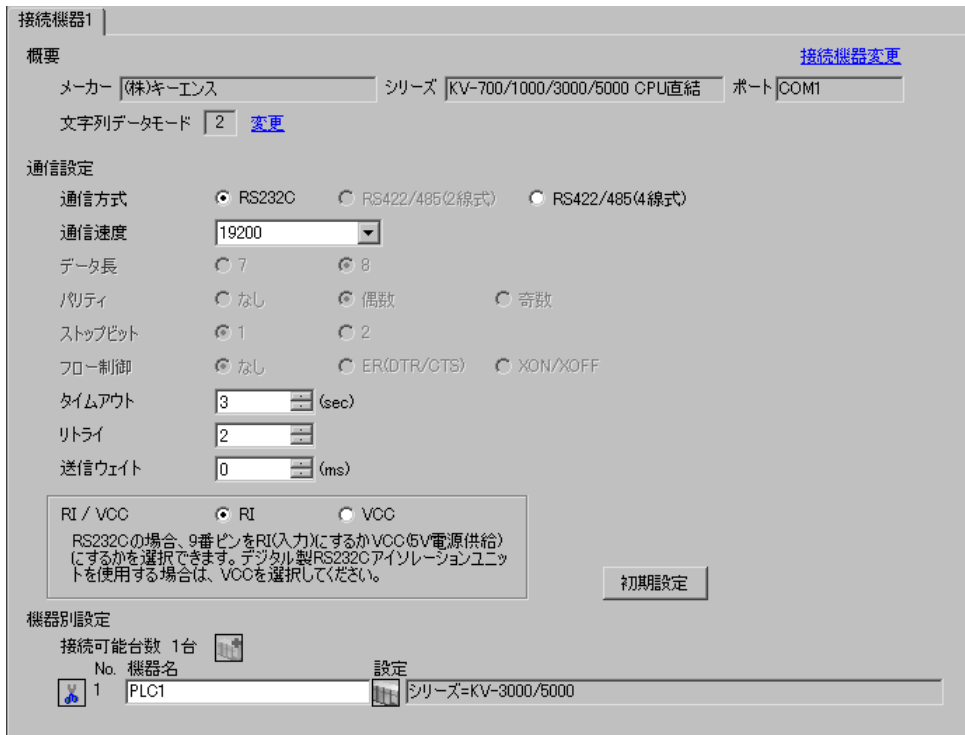 接続機器1
概要 接続機器変更
メーカー (株)キーエンス シリーズ KV-700/1000/3000/5000 CPU直結 ポート COM1
文字列データモード 2 変更
通信設定
通信方式 RS232C RS422/485(2線式) RS422/485(4線式)
通信速度 19200
データ長 7 8
パリティ なし 偶数 奇数
ストップビット 1 2
フロー制御 なし ER(DTR/CTS) XON/XOFF
タイムアウト 3 (sec)
リトライ 2
送信ウェイト 0 (ms)
RI / VCC RI VCC
RS232Cの場合、9番ピンをRI(入力)にするかVCC(5V電源供給)
にするかを選択できます。デジタル製RS232Cアイソレーションユニッ
トを使用する場合は、VCCを選択してください。
初期設定
機器別設定
接続可能台数 1台
No. 機器名 設定
1 PLC1 シリーズ=KV-3000/5000